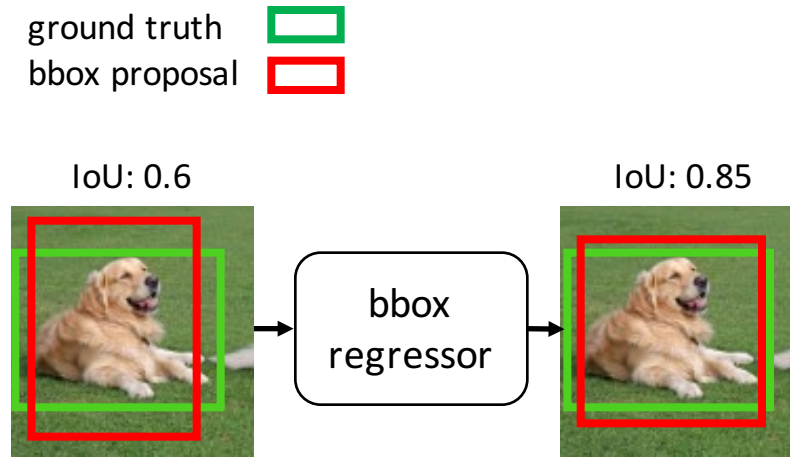 ground truth
bbox proposal
IoU: 0.6
IoU: 0.85
bbox
regressor